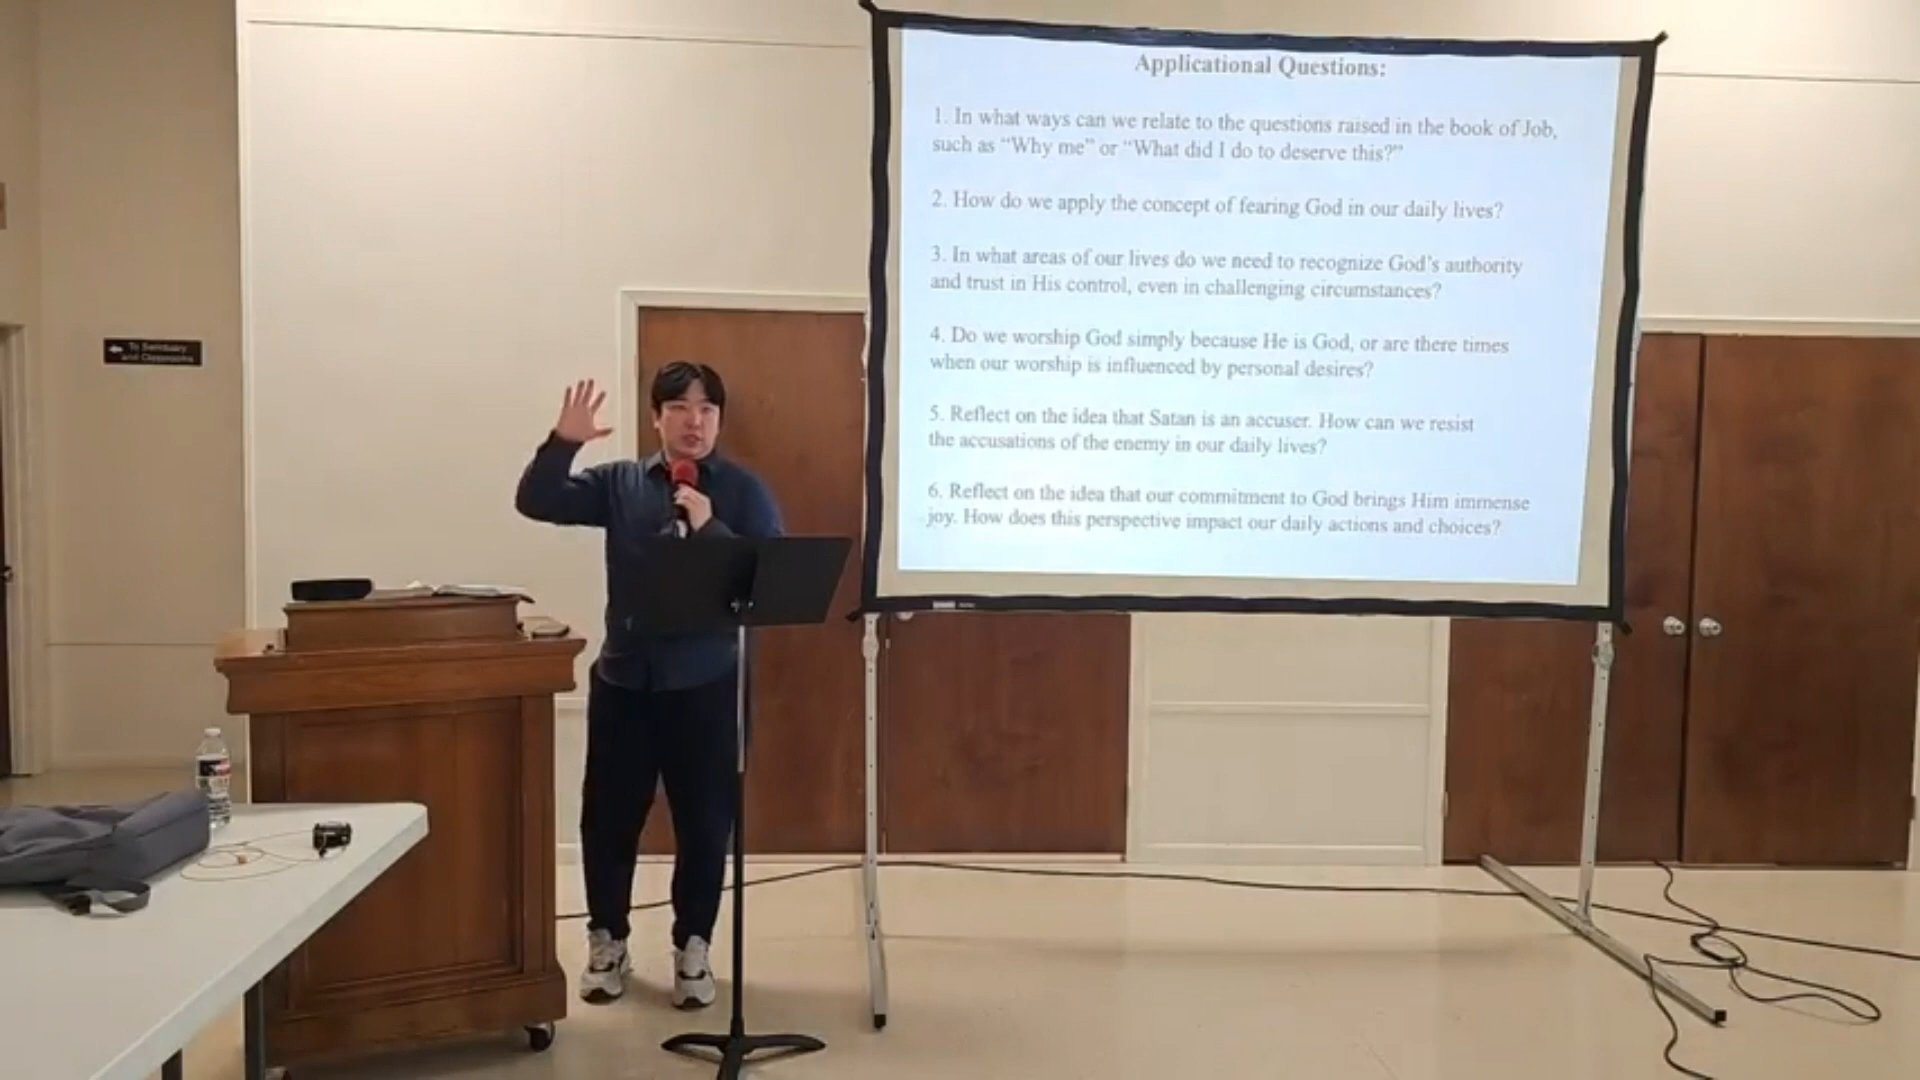 Applicational Questions:
1. In what ways can we relate to the questions raised in the book of Job,
such as “Why me” or “What did I do to deserve this?”
2. How do we apply the concept of fearing God in our daily lives?
3. In what areas of our lives do we need to recognize God’s authority
and trust in His control, even in challenging circumstances?
4. Do we worship God simply because He is God, or are there times
when our worship is influenced by personal desires?
5. Reflect on the idea that Satan is an accuser. How can we resist
the accusations of the enemy in our daily lives?
6. Reflect on the idea that our commitment to God brings Him immense
joy. How does this perspective impact our daily actions and choices?
To Sanctuary
and Classrooms